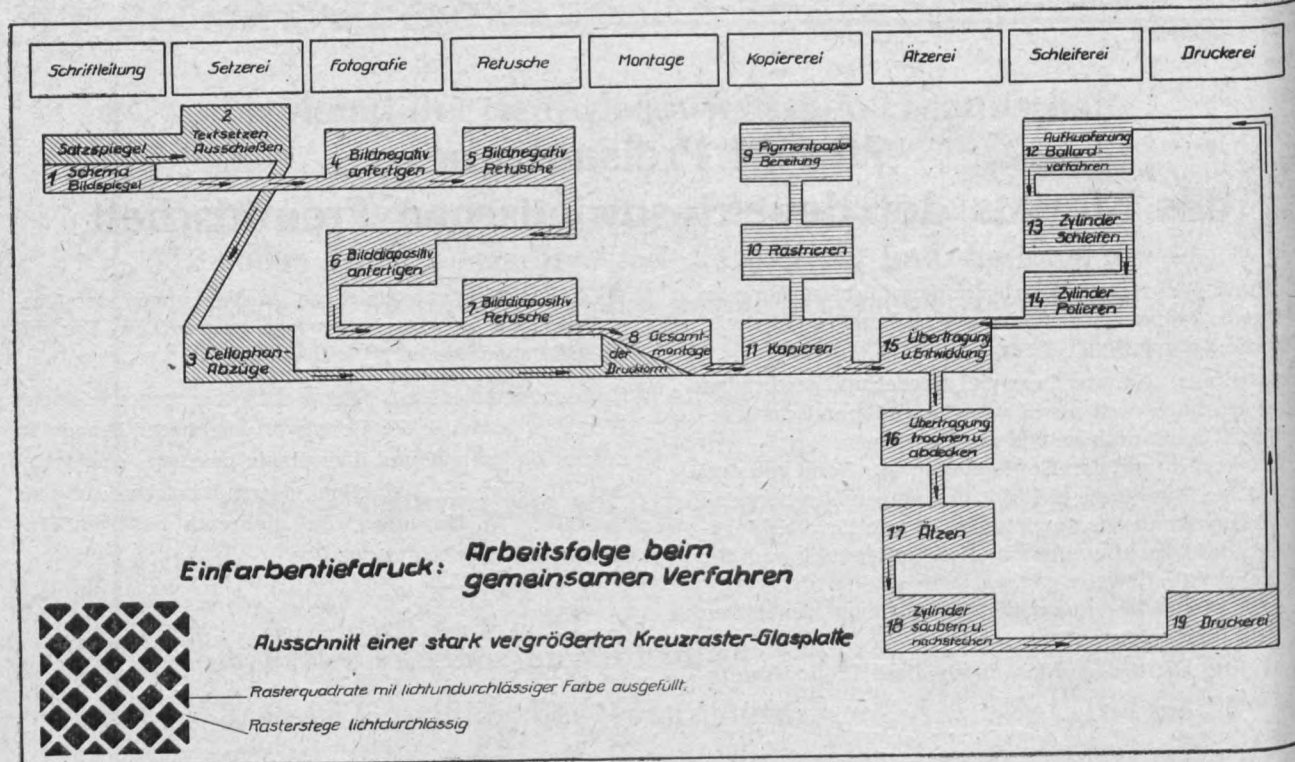 Schriftleitung
Setzerei
Fotografie
Retusche
Montage
Kopiererei
Ätzerei
Schleiferei
Druckerei
Satzspiegel
1 Schema
Bildspiegel
2
Textsetzen
Ausschießen
3 Cellophan-
Abzüge
4 Bildnegativ
anfertigen
5 Bildnegativ
Retusche
6 Bilddiapositiv
anfertigen
7 Bilddiapositiv
Retusche
8 Gesamt-
montage
der
Druckform
9 Pigmentpapier
Bereitung
10 Rastrieren
11 Kopieren
Aufkupferung
12 Ballard-
verfahren
13 Zylinder
Schleifen
14 Zylinder
Polieren
15 Übertragung
u. Entwicklung
16 Übertragung
trocknen u.
abdecken
17 Ätzen
18 Zylinder
säubern u.
nachstechen
19 Druckerei
Einfarbentiefdruck: Arbeitsfolge beim
gemeinsamen Verfahren
Ausschnitt einer stark vergrößerten Kreuzraster-Glasplatte
Rasterquadrate mit lichtundurchlässiger Farbe ausgefüllt.
Rasterstege lichtdurchlässig